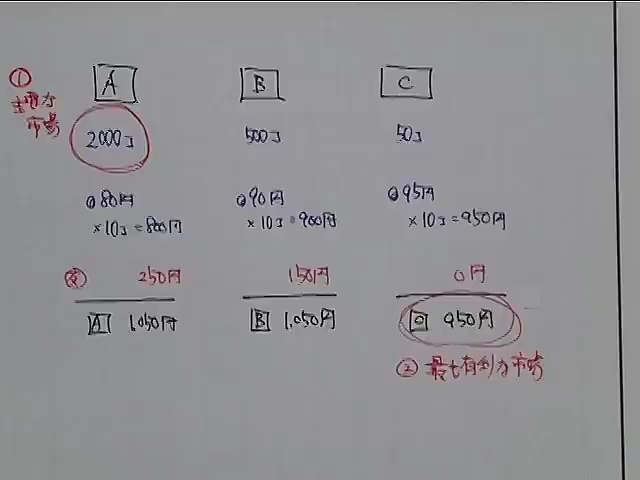 ① A B C
主要な
市場
2000コ 500コ 50コ
@80円 @90円 @95円
×10コ=800円 ×10コ=900円 ×10コ=950円
250円 150円 0円
A 1,050円 B 1,050円 C 950円
② 最も有利な市場